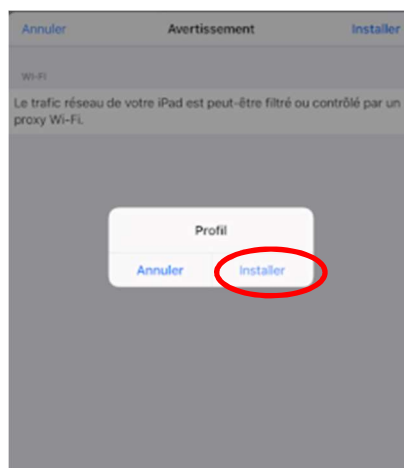 Annuler Avertissement Installer
WI-FI
Le trafic réseau de votre iPad est peut-être filtré ou contrôlé par un
proxy Wi-Fi.
Profil
Annuler Installer